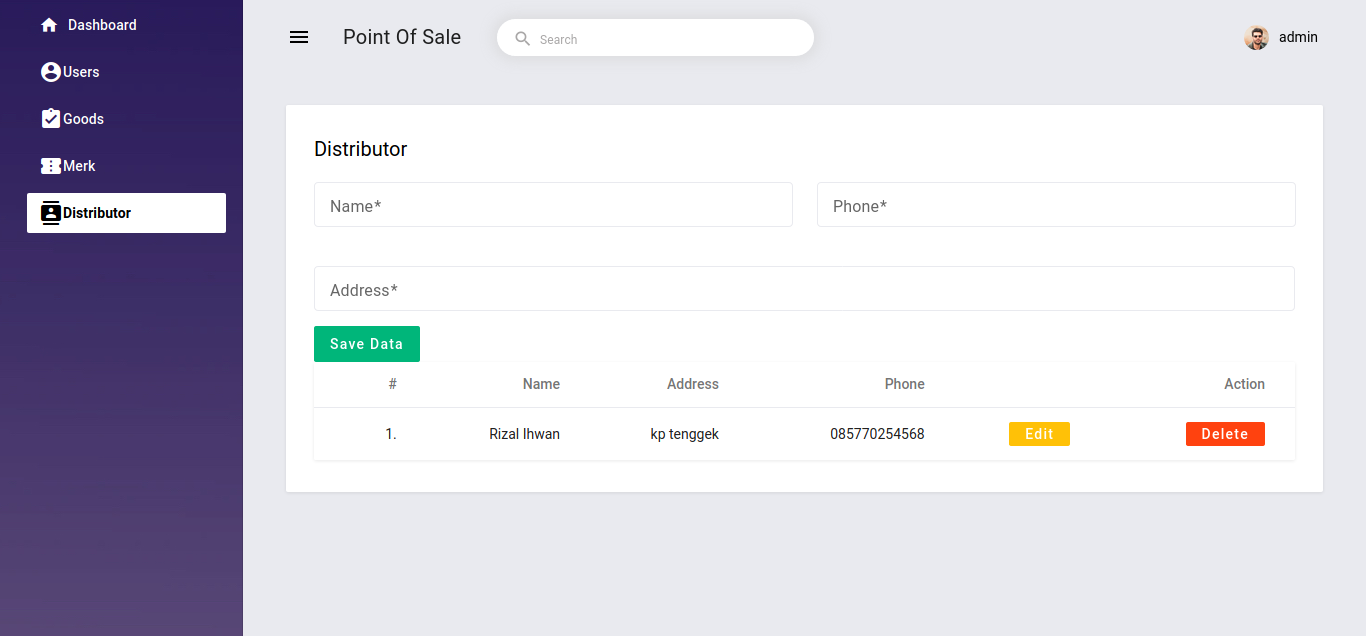 Dashboard
Users
Goods
Merk
Distributor
Point Of Sale
Search
admin
Distributor
Name*
Phone*
Address*
Save Data
# Name Address Phone Action
1. Rizal Ihwan kp tenggek 085770254568 Edit Delete